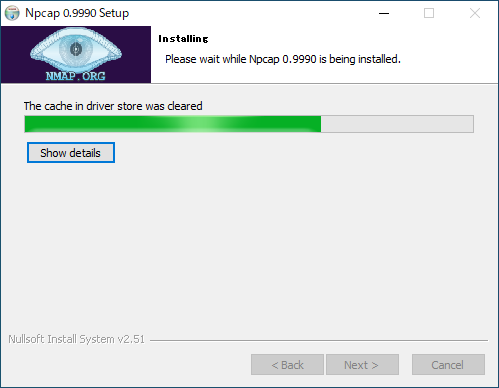 Npcap 0.9990 Setup
NMAP.ORG
Installing
Please wait while Npcap 0.9990 is being installed.
The cache in driver store was cleared
Show details
Nullsoft Install System v2.51
< Back
Next >
Cancel